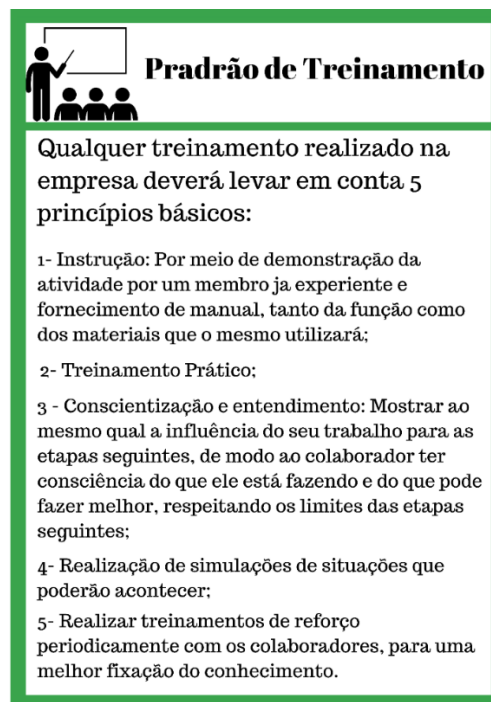 Pradrão de Treinamento
Qualquer treinamento realizado na
empresa deverá levar em conta 5
princípios básicos:
1- Instrução: Por meio de demonstração da
atividade por um membro ja experiente e
fornecimento de manual, tanto da função como
dos materiais que o mesmo utilizará;
2- Treinamento Prático;
3 - Conscientização e entendimento: Mostrar ao
mesmo qual a influência do seu trabalho para as
etapas seguintes, de modo ao colaborador ter
consciência do que ele está fazendo e do que pode
fazer melhor, respeitando os limites das etapas
seguintes;
4- Realização de simulações de situações que
poderão acontecer;
5- Realizar treinamentos de reforço
periodicamente com os colaboradores, para uma
melhor fixação do conhecimento.